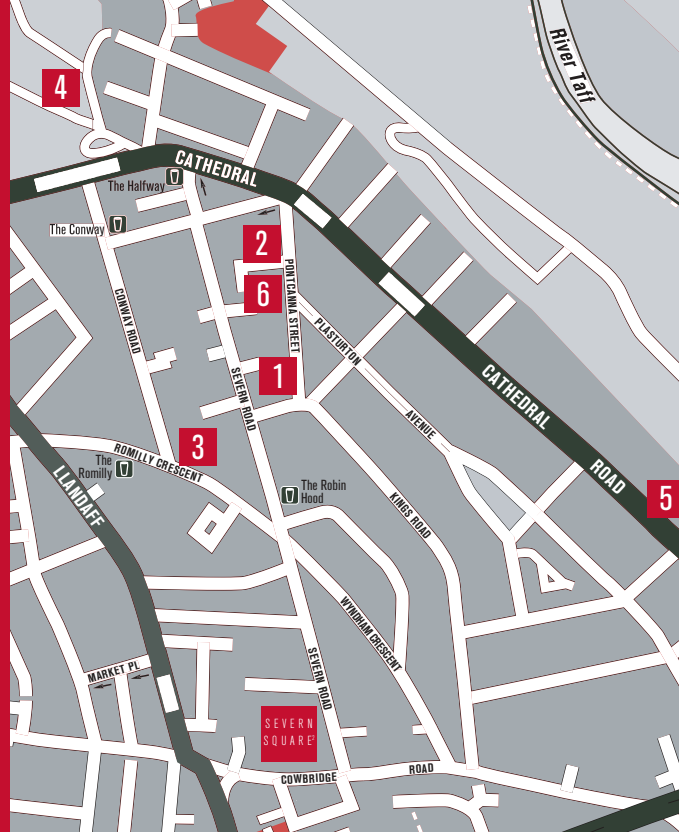 River Taff
4
CATHEDRAL
The Halfway
The Conway
2
6
PONTCANNA STREET
CONWAY ROAD
PLASTURTON
AVENUE
CATHEDRAL
ROAD
1
SEVERN ROAD
3
ROMILLY CRESCENT
The
Romilly
LLANDAFF
The Robin
Hood
KINGS ROAD
5
WYNDHAM CRESCENT
SEVERN ROAD
MARKET PL
SEVERN
SQUARE²
COWBRIDGE
ROAD